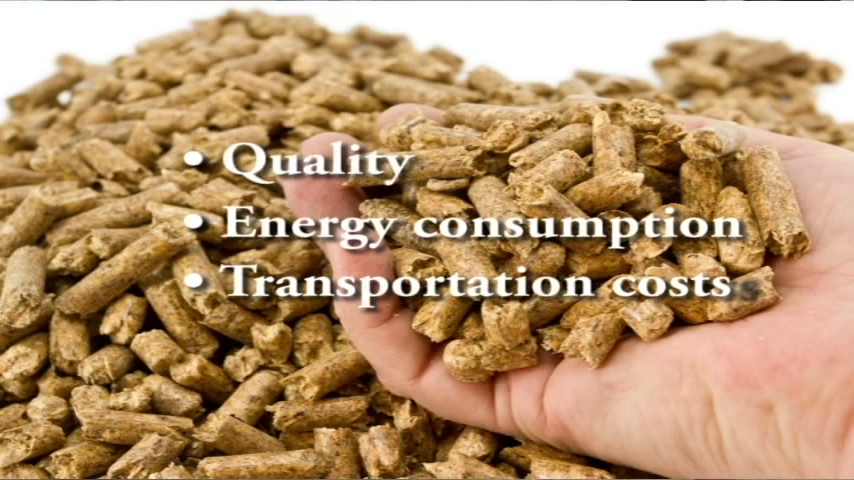 • Quality
• Energy consumption
• Transportation costs